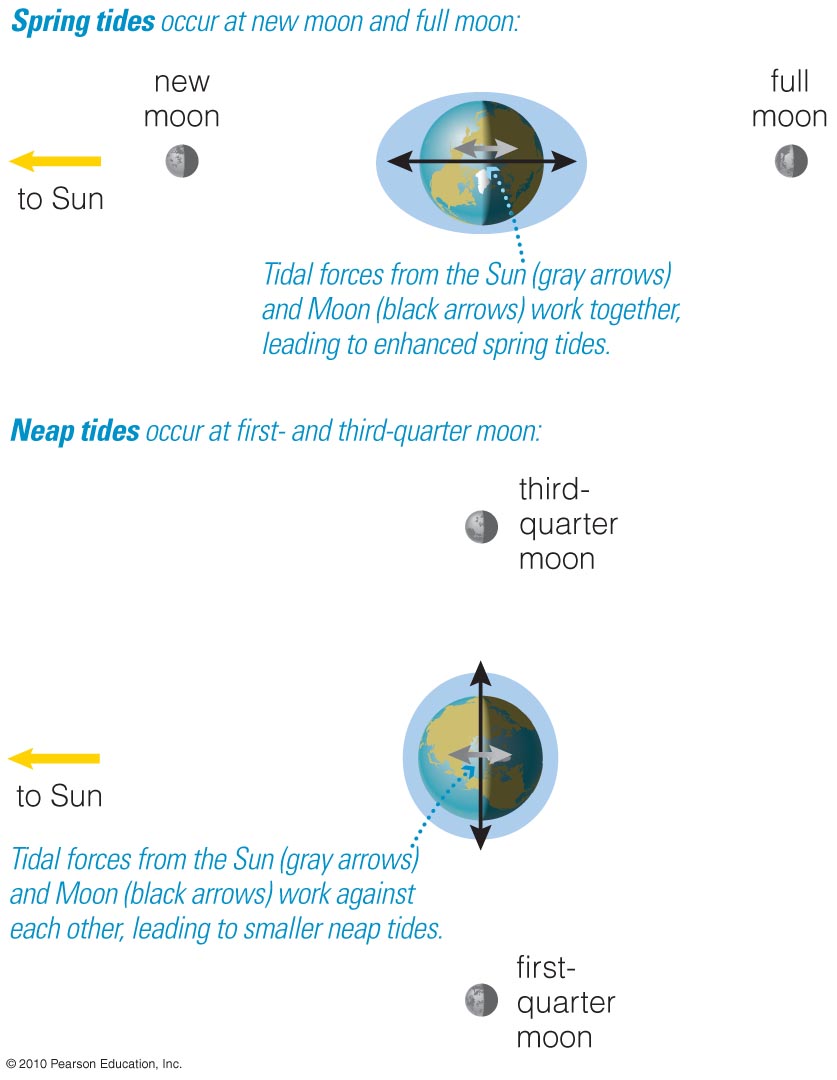 Spring tides occur at new moon and full moon:
new
moon
full
moon
to Sun
Tidal forces from the Sun (gray arrows)
and Moon (black arrows) work together,
leading to enhanced spring tides.
Neap tides occur at first- and third-quarter moon:
third-
quarter
moon
to Sun
Tidal forces from the Sun (gray arrows)
and Moon (black arrows) work against
each other, leading to smaller neap tides.
first-
quarter
moon
© 2010 Pearson Education, Inc.